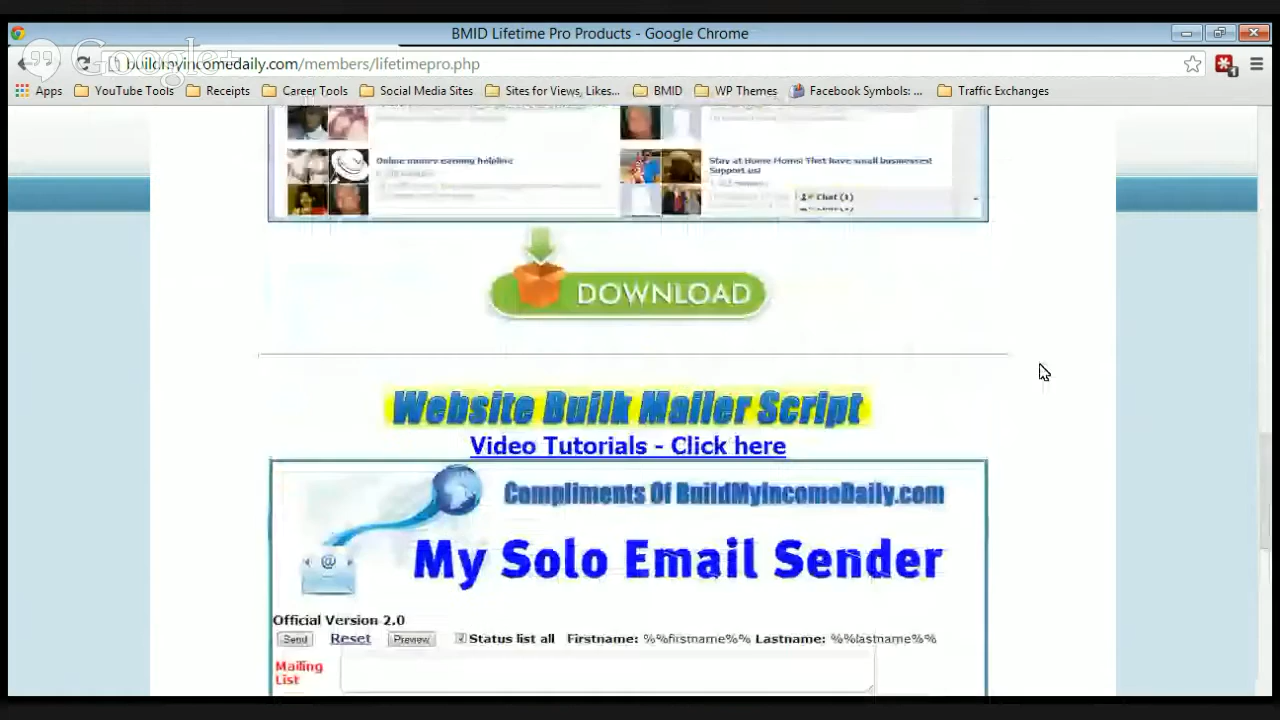 BMID Lifetime Pro Products - Google Chrome
Google+
buildmyincomedaily.com/members/lifetimepro.php
1
Apps YouTube Tools Receipts Career Tools Social Media Sites Sites for Views, Likes... BMID WP Themes Facebook Symbols: ... Traffic Exchanges
Online money earning helpline
Stay at Home Moms! That have small businesses!
Support us!
Chat (1)
DOWNLOAD
Website Builk Mailer Script
Video Tutorials - Click here
Compliments Of BuildMyIncomeDaily.com
@
My Solo Email Sender
Official Version 2.0
Send Reset Preview Status list all Firstname: %%firstname%% Lastname: %%lastname%%
Mailing
List